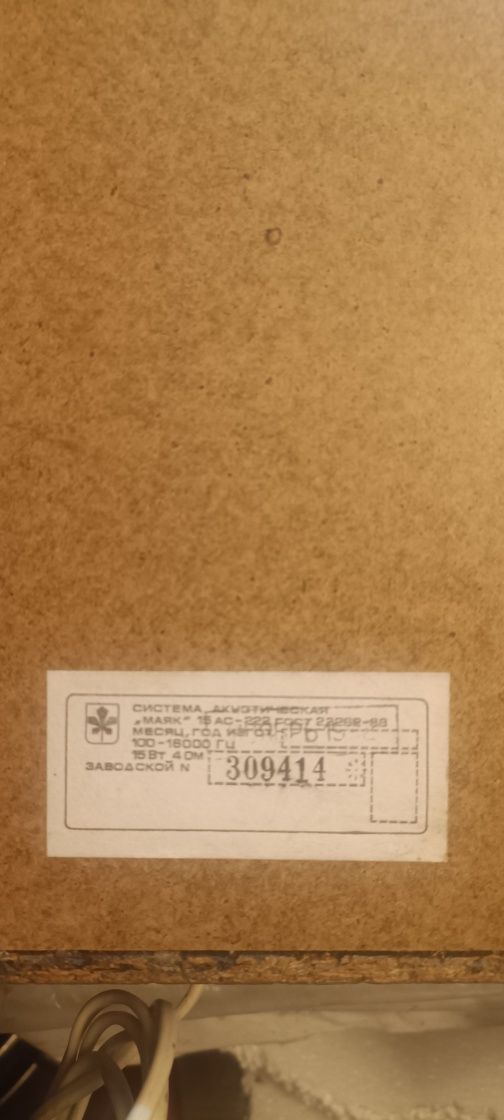 СИСТЕМА АКУСТИЧЕСКАЯ
„МАЯК" 15 АС-222 ГОСТ 23262-88
МЕСЯЦ, ГОД ИЗГОТ.
100-16000 ГЦ
15 ВТ 4 ОМ
ЗАВОДСКОЙ N 309414